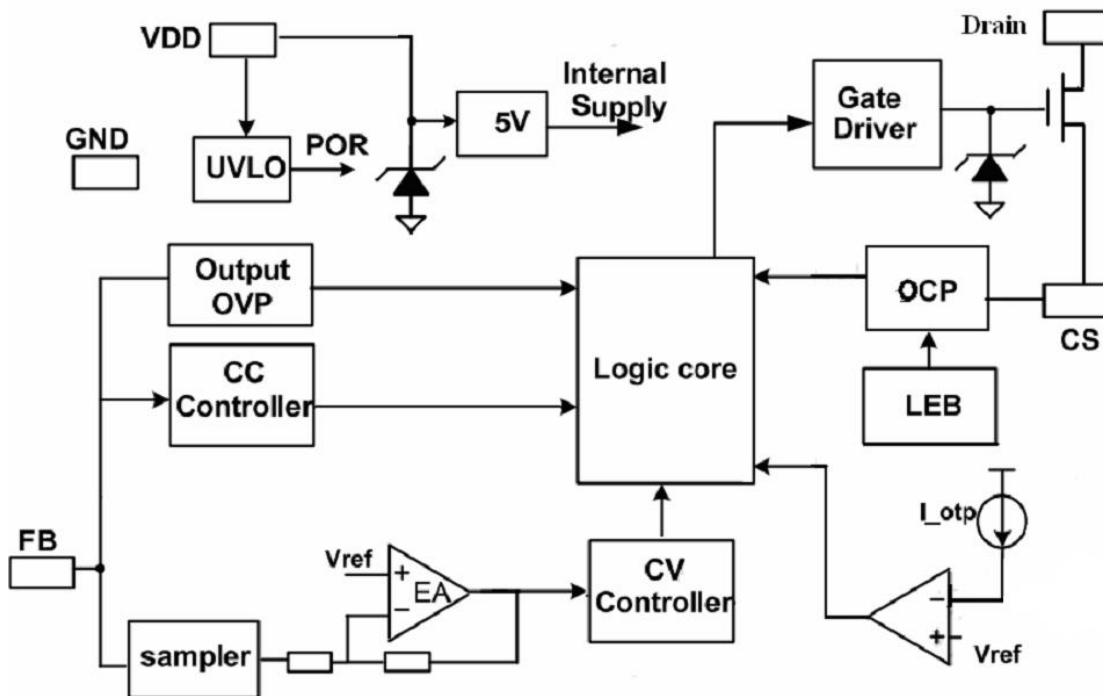 VDD
GND
UVLO
POR
5V
Internal
Supply
Gate
Driver
Drain
Output
OVP
CC
Controller
Logic core
OCP
CS
LEB
FB
Vref
+
EA
−
CV
Controller
I_otp
−
+
Vref
sampler